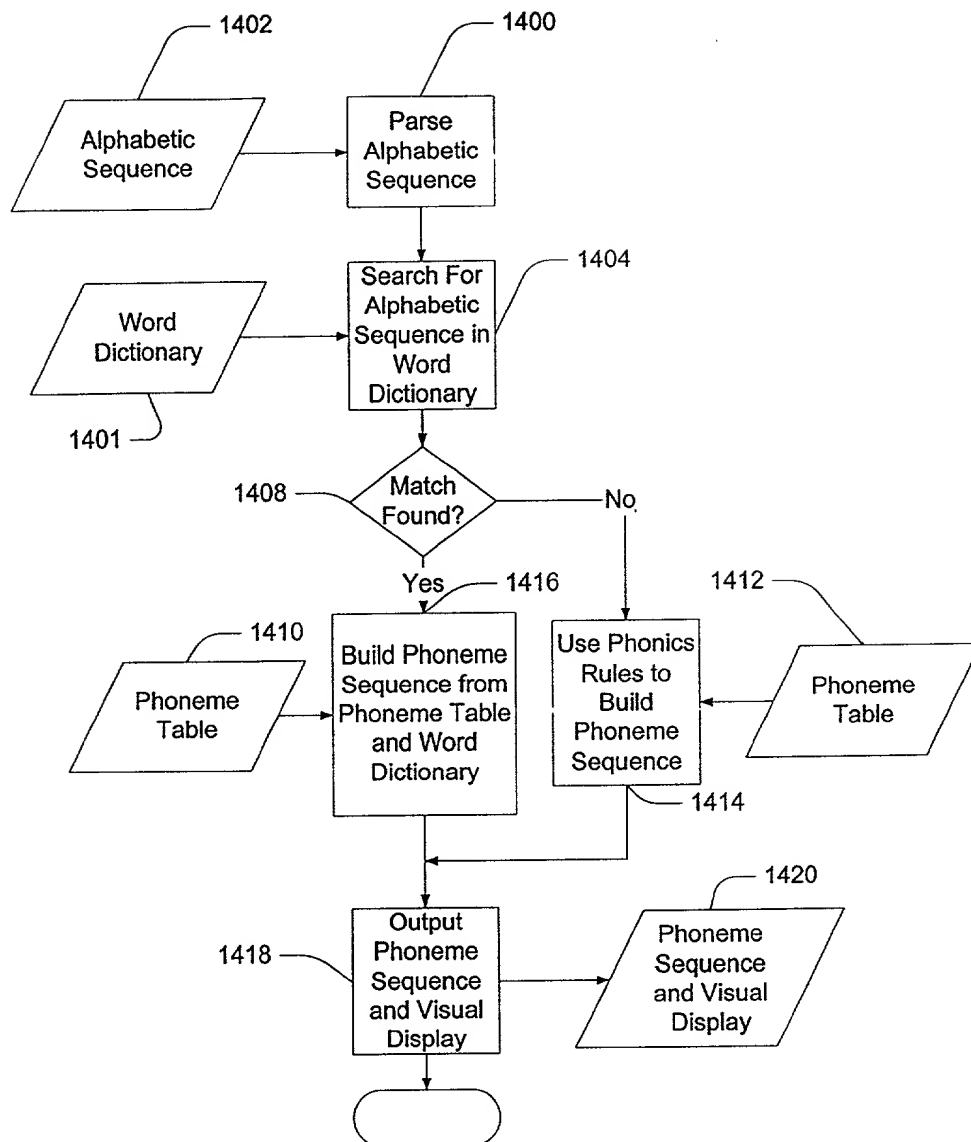 1402
1400
Alphabetic
Sequence
Parse
Alphabetic
Sequence
Word
Dictionary
1401
Search For
Alphabetic
Sequence in
Word
Dictionary
1404
1408
Match
Found?
No
Yes
1416
1412
1410
Phoneme
Table
Build Phoneme
Sequence from
Phoneme Table
and Word
Dictionary
Use Phonics
Rules to
Build
Phoneme
Sequence
Phoneme
Table
1414
1420
1418
Output
Phoneme
Sequence
and Visual
Display
Phoneme
Sequence
and Visual
Display